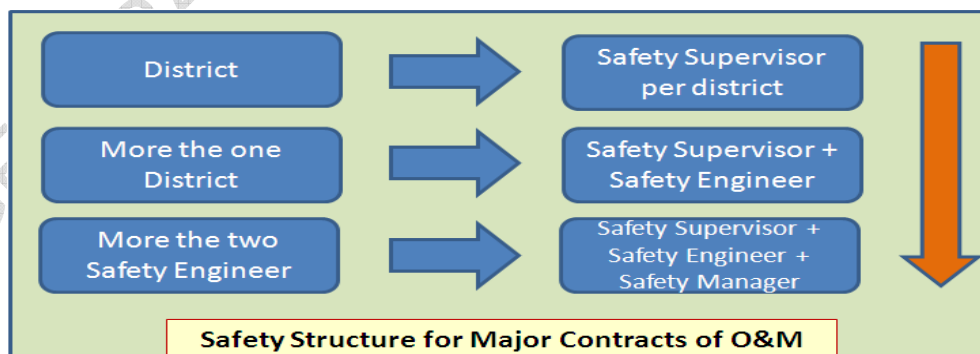 District
Safety Supervisor
per district
More the one
District
Safety Supervisor +
Safety Engineer
More the two
Safety Engineer
Safety Supervisor +
Safety Engineer +
Safety Manager
Safety Structure for Major Contracts of O&M